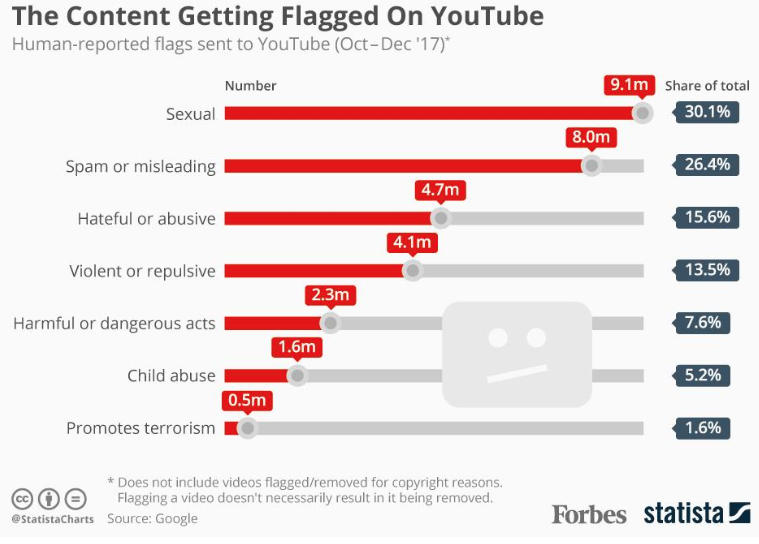 The Content Getting Flagged On YouTube
Human-reported flags sent to YouTube (Oct–Dec '17)*
Number
Share of total
Sexual
9.1m
30.1%
Spam or misleading
8.0m
26.4%
Hateful or abusive
4.7m
15.6%
Violent or repulsive
4.1m
13.5%
Harmful or dangerous acts
2.3m
7.6%
Child abuse
1.6m
5.2%
Promotes terrorism
0.5m
1.6%
* Does not include videos flagged/removed for copyright reasons.
Flagging a video doesn't necessarily result in it being removed.
cc
@StatistaCharts
Source: Google
Forbes
statista